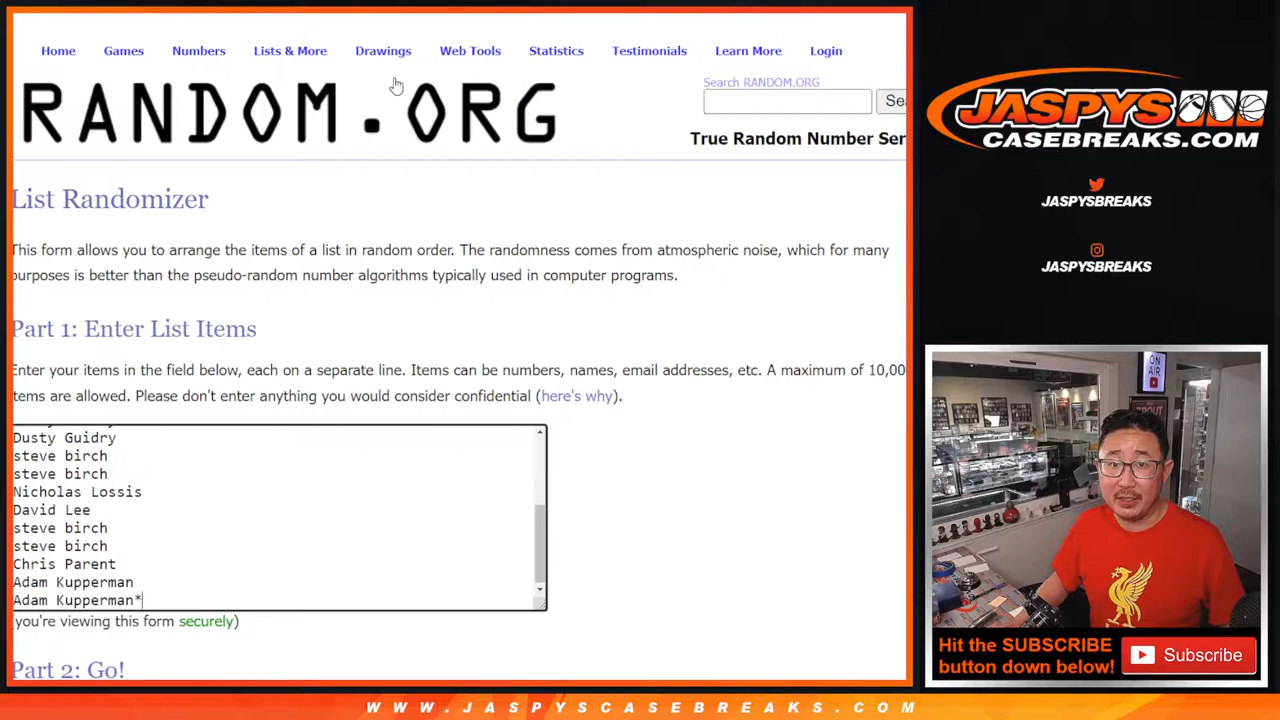 Home Games Numbers Lists & More Drawings Web Tools Statistics Testimonials Learn More Login
RANDOM.ORG
Search RANDOM.ORG
True Random Number Ser
List Randomizer
This form allows you to arrange the items of a list in random order. The randomness comes from atmospheric noise, which for many
purposes is better than the pseudo-random number algorithms typically used in computer programs.
Part 1: Enter List Items
Enter your items in the field below, each on a separate line. Items can be numbers, names, email addresses, etc. A maximum of 10,00
items are allowed. Please don't enter anything you would consider confidential (here's why).
Dusty Guidry
steve birch
steve birch
Nicholas Lossis
David Lee
steve birch
steve birch
Chris Parent
Adam Kupperman
Adam Kupperman*
(you're viewing this form securely)
Part 2: Go!
JASPYS
CASEBREAKS.COM
JASPYSBREAKS
JASPYSBREAKS
ON
AIR
TROUT
Hit the SUBSCRIBE
button down below!
Subscribe
WWW.JASPYSCASEBREAKS.COM